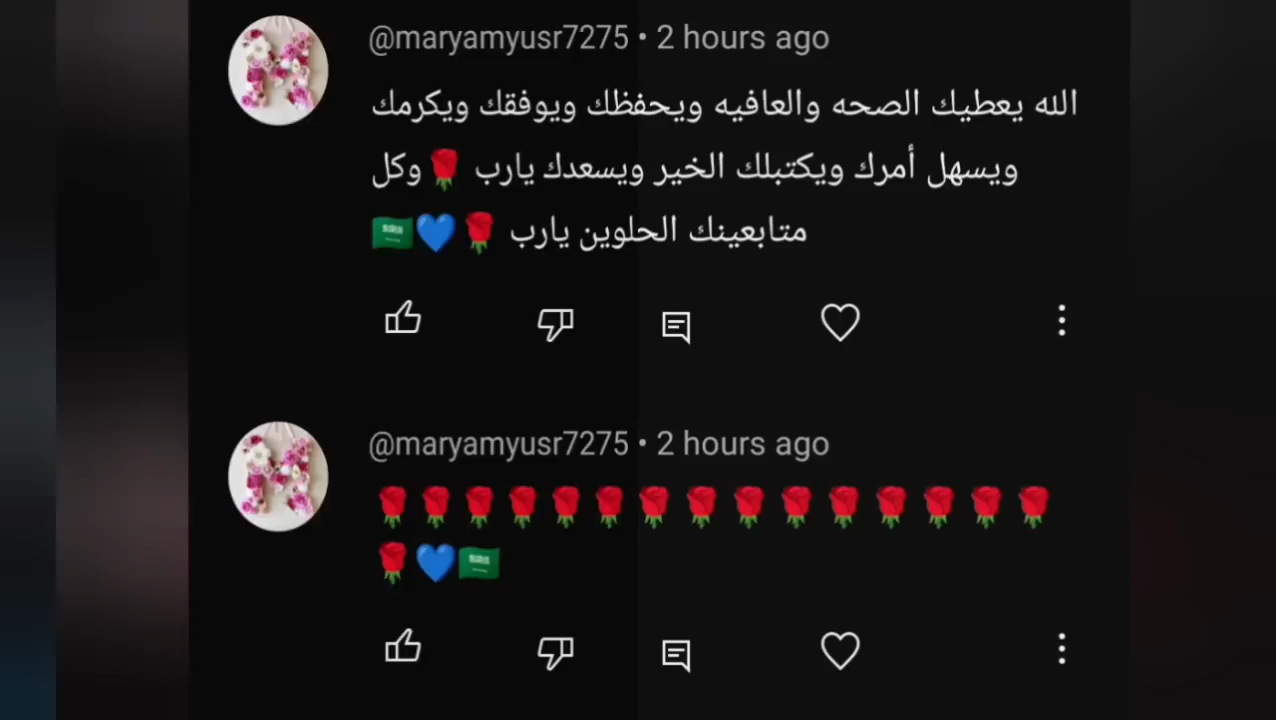 @maryamyusr7275 • 2 hours ago
الله يعطيك الصحه والعافيه ويحفظك ويوفقك ويكرمك
ويسهل أمرك ويكتبلك الخير ويسعدك يارب 🌹وكل
متابعينك الحلوين يارب 🌹💙🇸🇦
@maryamyusr7275 • 2 hours ago
🌹🌹🌹🌹🌹🌹🌹🌹🌹🌹🌹🌹🌹🌹🌹
🌹💙🇸🇦